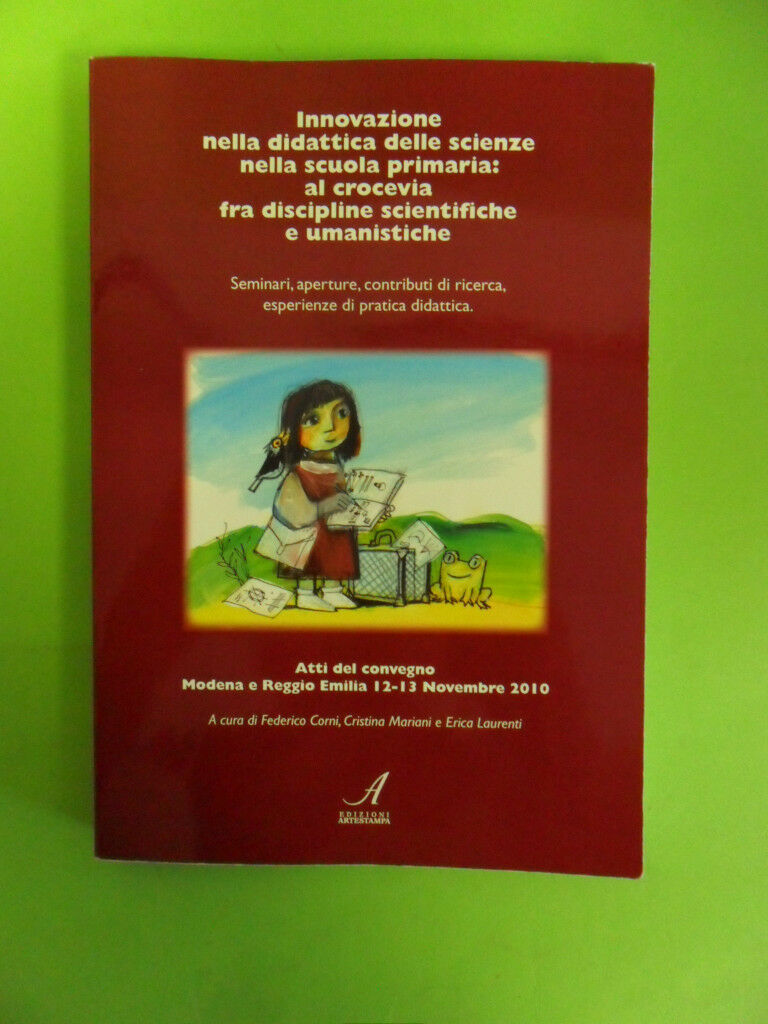 Innovazione
nella didattica delle scienze
nella scuola primaria:
al crocevia
fra discipline scientifiche
e umanistiche
Seminari, aperture, contributi di ricerca,
esperienze di pratica didattica.
Atti del convegno
Modena e Reggio Emilia 12-13 Novembre 2010
A cura di Federico Corni, Cristina Mariani e Erica Laurenti
A
EDIZIONI
ARTESTAMPA